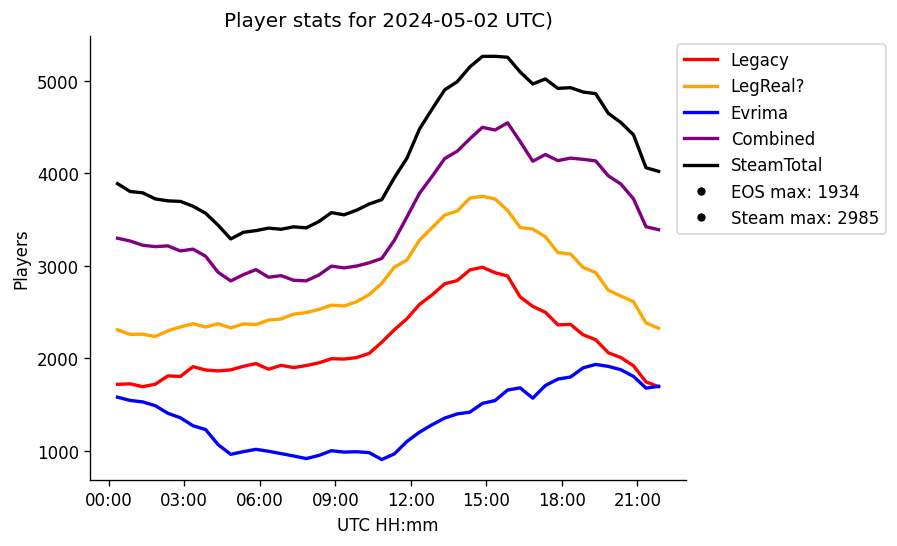 Player stats for 2024-05-02 UTC)
Legacy
LegReal?
Evrima
Combined
SteamTotal
EOS max: 1934
Steam max: 2985
Players
5000
4000
3000
2000
1000
00:00 03:00 06:00 09:00 12:00 15:00 18:00 21:00
UTC HH:mm